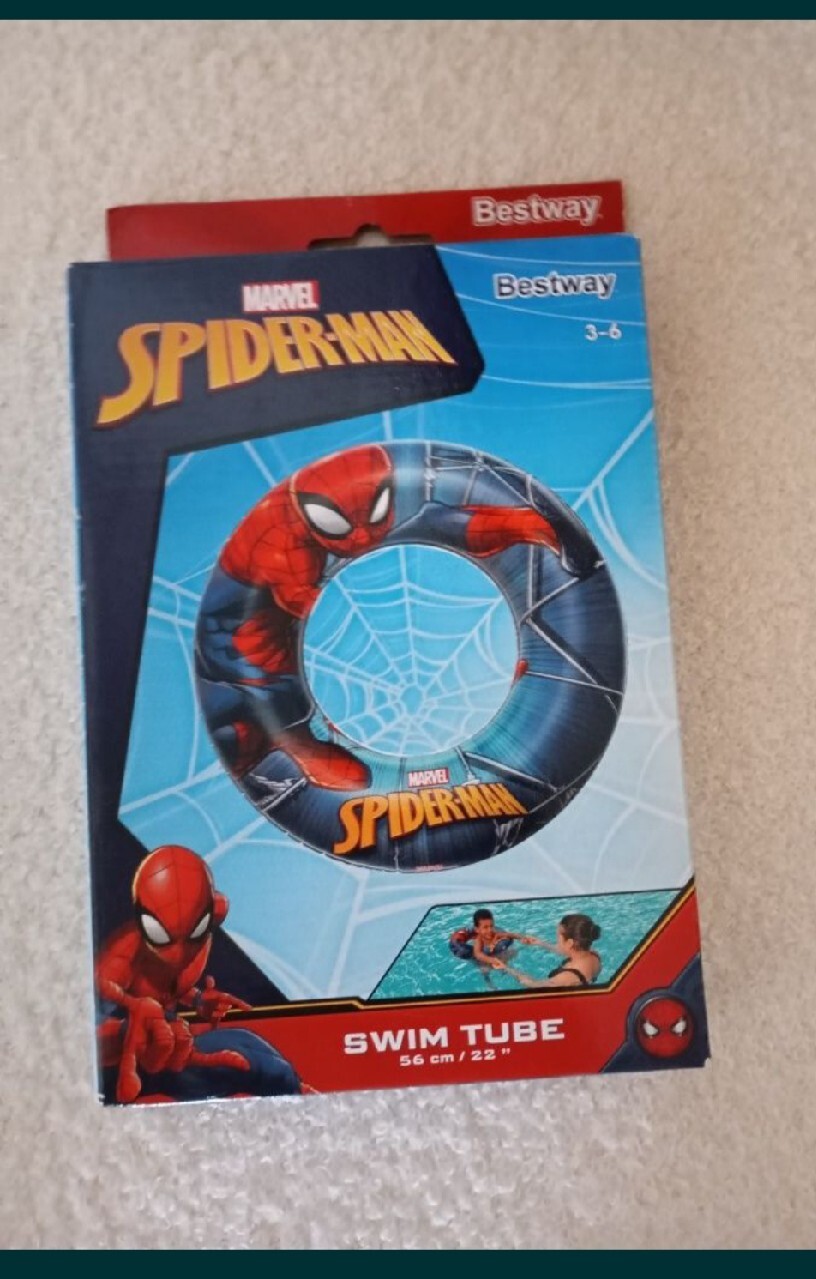 Bestway
MARVEL
SPIDER-MAN
Bestway
3-6
MARVEL
SPIDER-MAN
SWIM TUBE
56 cm / 22 "